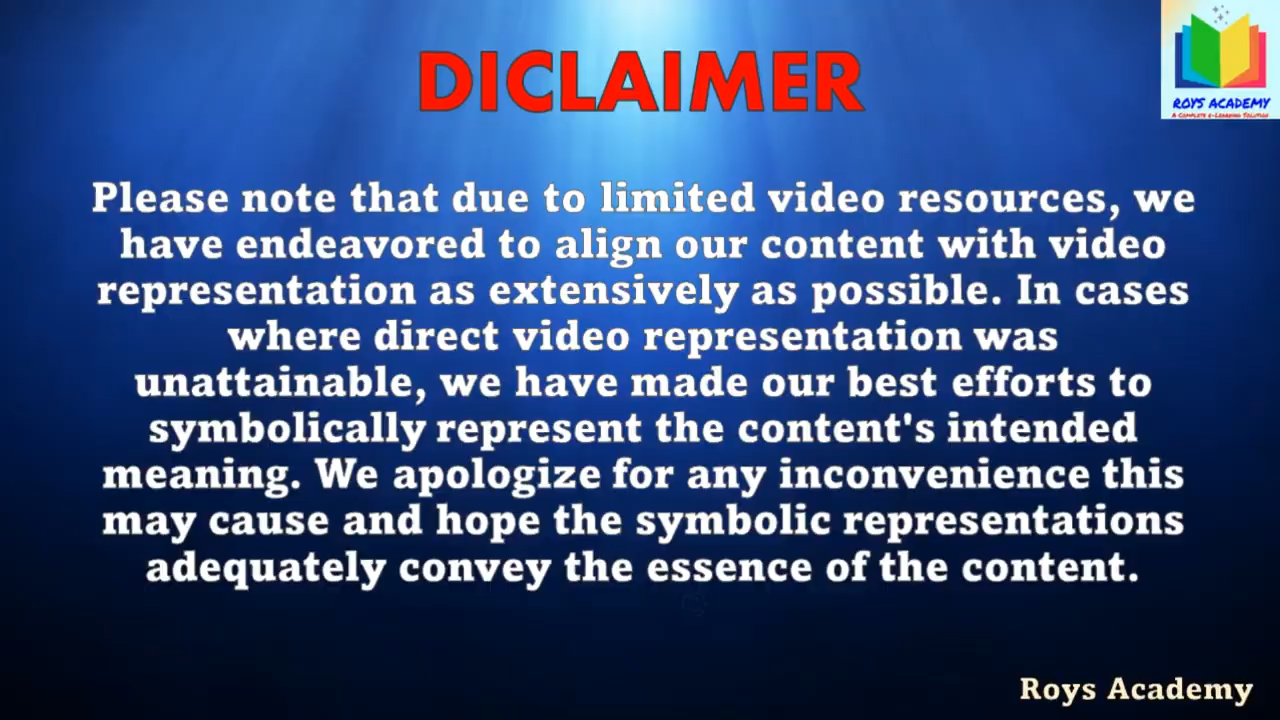 DICLAIMER
ROYS ACADEMY
A Complete e-Learning Solution
Please note that due to limited video resources, we
have endeavored to align our content with video
representation as extensively as possible. In cases
where direct video representation was
unattainable, we have made our best efforts to
symbolically represent the content's intended
meaning. We apologize for any inconvenience this
may cause and hope the symbolic representations
adequately convey the essence of the content.
Roys Academy